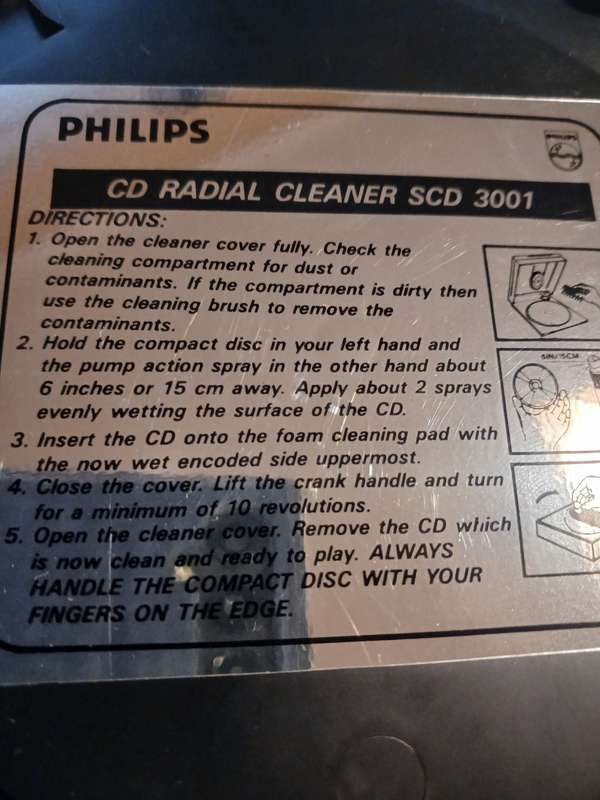 PHILIPS
PHILIPS
CD RADIAL CLEANER SCD 3001
DIRECTIONS:
1. Open the cleaner cover fully. Check the
cleaning compartment for dust or
contaminants. If the compartment is dirty then
use the cleaning brush to remove the
contaminants.
2. Hold the compact disc in your left hand and
the pump action spray in the other hand about
6 inches or 15 cm away. Apply about 2 sprays
evenly wetting the surface of the CD.
6IN/15CM
3. Insert the CD onto the foam cleaning pad with
the now wet encoded side uppermost.
4. Close the cover. Lift the crank handle and turn
for a minimum of 10 revolutions.
5. Open the cleaner cover. Remove the CD which
is now clean and ready to play. ALWAYS
HANDLE THE COMPACT DISC WITH YOUR
FINGERS ON THE EDGE.